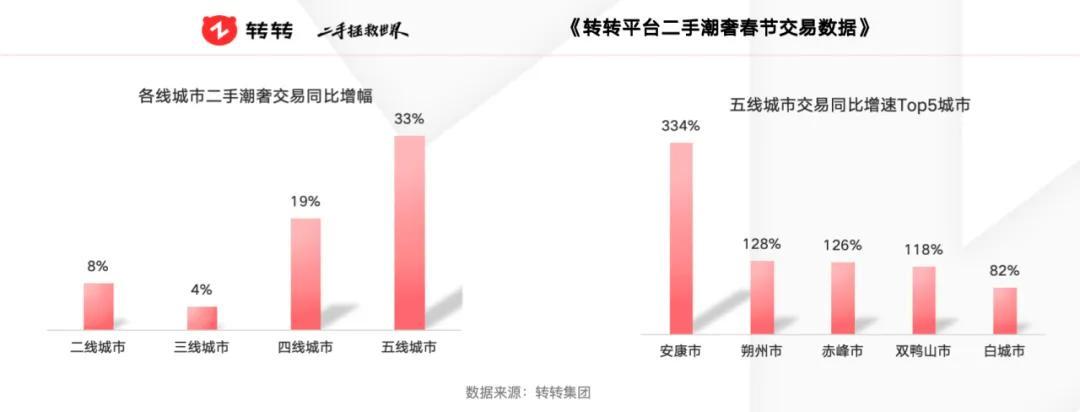 转转
二手拯救世界
《转转平台二手潮奢春节交易数据》
各线城市二手潮奢交易同比增幅
33%
19%
8%
4%
二线城市
三线城市
四线城市
五线城市
五线城市交易同比增速Top5城市
334%
128%
126%
118%
82%
安康市
朔州市
赤峰市
双鸭山市
白城市
数据来源：转转集团